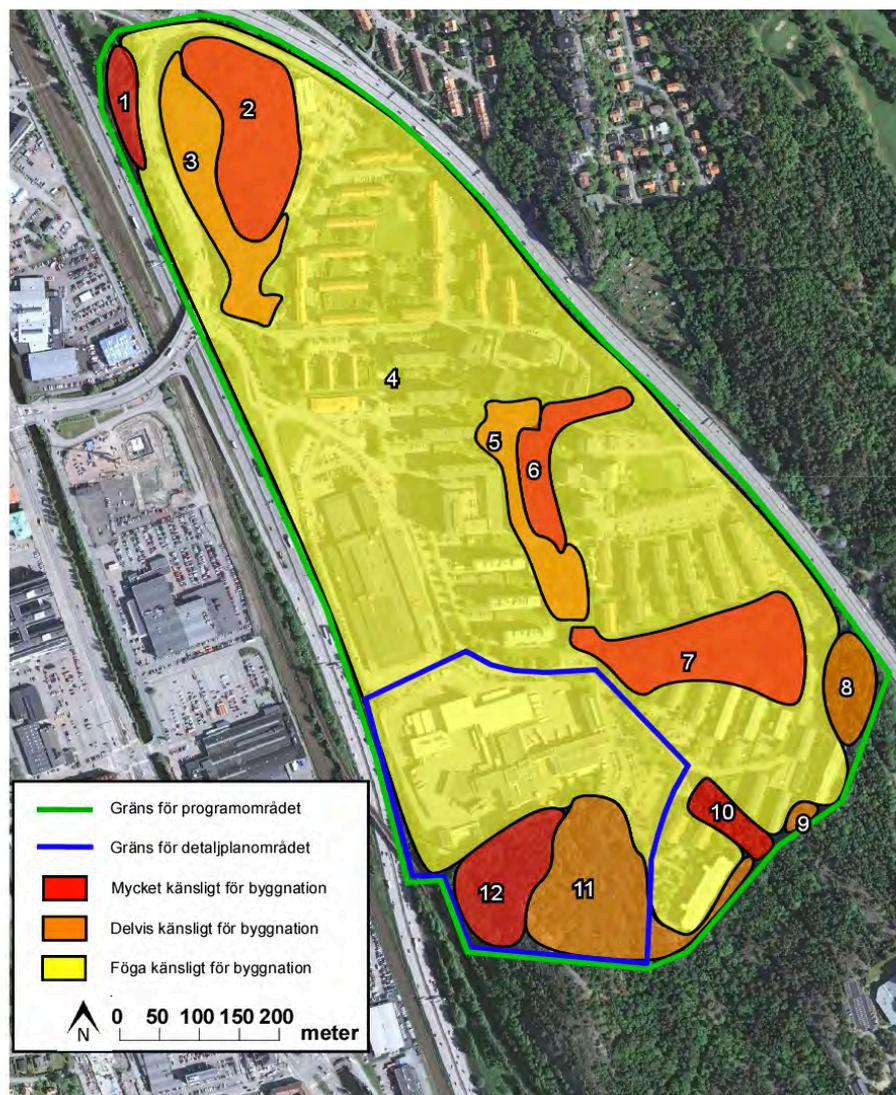 1
2
3
4
5
6
7
8
9
10
11
12
Gräns för programområdet
Gräns för detaljplanområdet
Mycket känsligt för byggnation
Delvis känsligt för byggnation
Föga känsligt för byggnation
N
0 50 100 150 200
meter